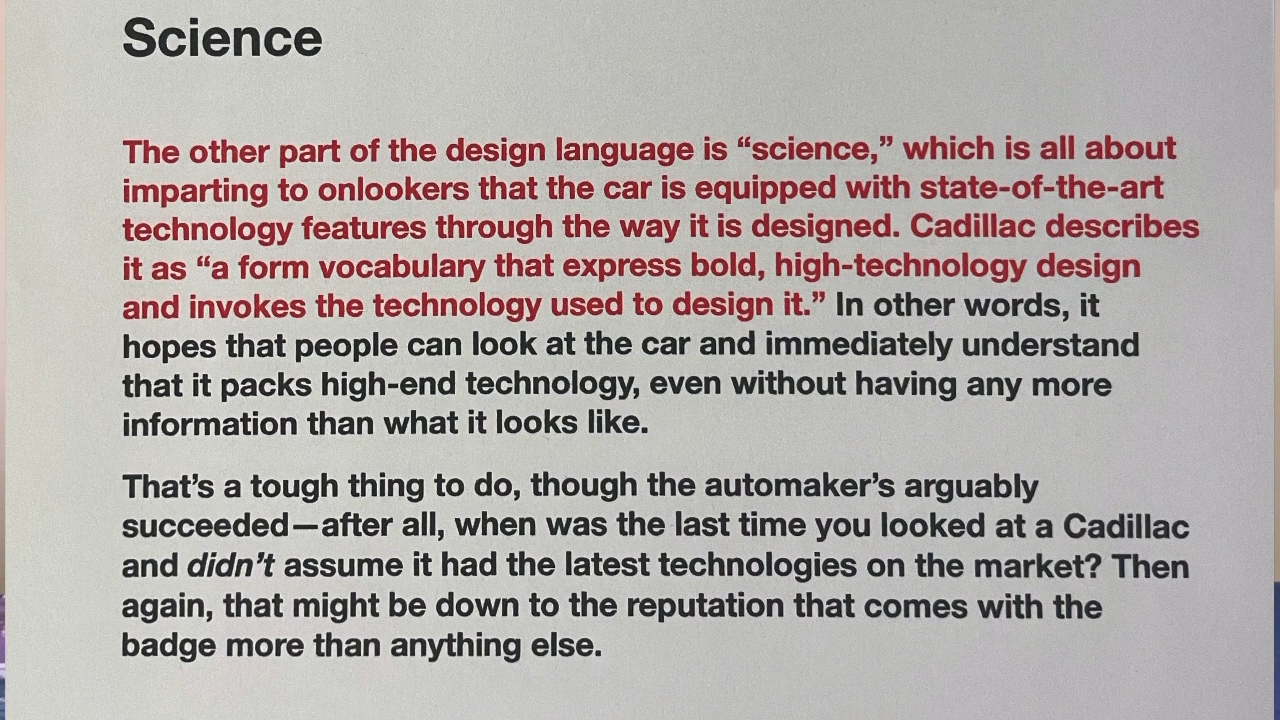 Science
The other part of the design language is “science,” which is all about
imparting to onlookers that the car is equipped with state-of-the-art
technology features through the way it is designed. Cadillac describes
it as “a form vocabulary that express bold, high-technology design
and invokes the technology used to design it.” In other words, it
hopes that people can look at the car and immediately understand
that it packs high-end technology, even without having any more
information than what it looks like.
That’s a tough thing to do, though the automaker’s arguably
succeeded—after all, when was the last time you looked at a Cadillac
and didn’t assume it had the latest technologies on the market? Then
again, that might be down to the reputation that comes with the
badge more than anything else.